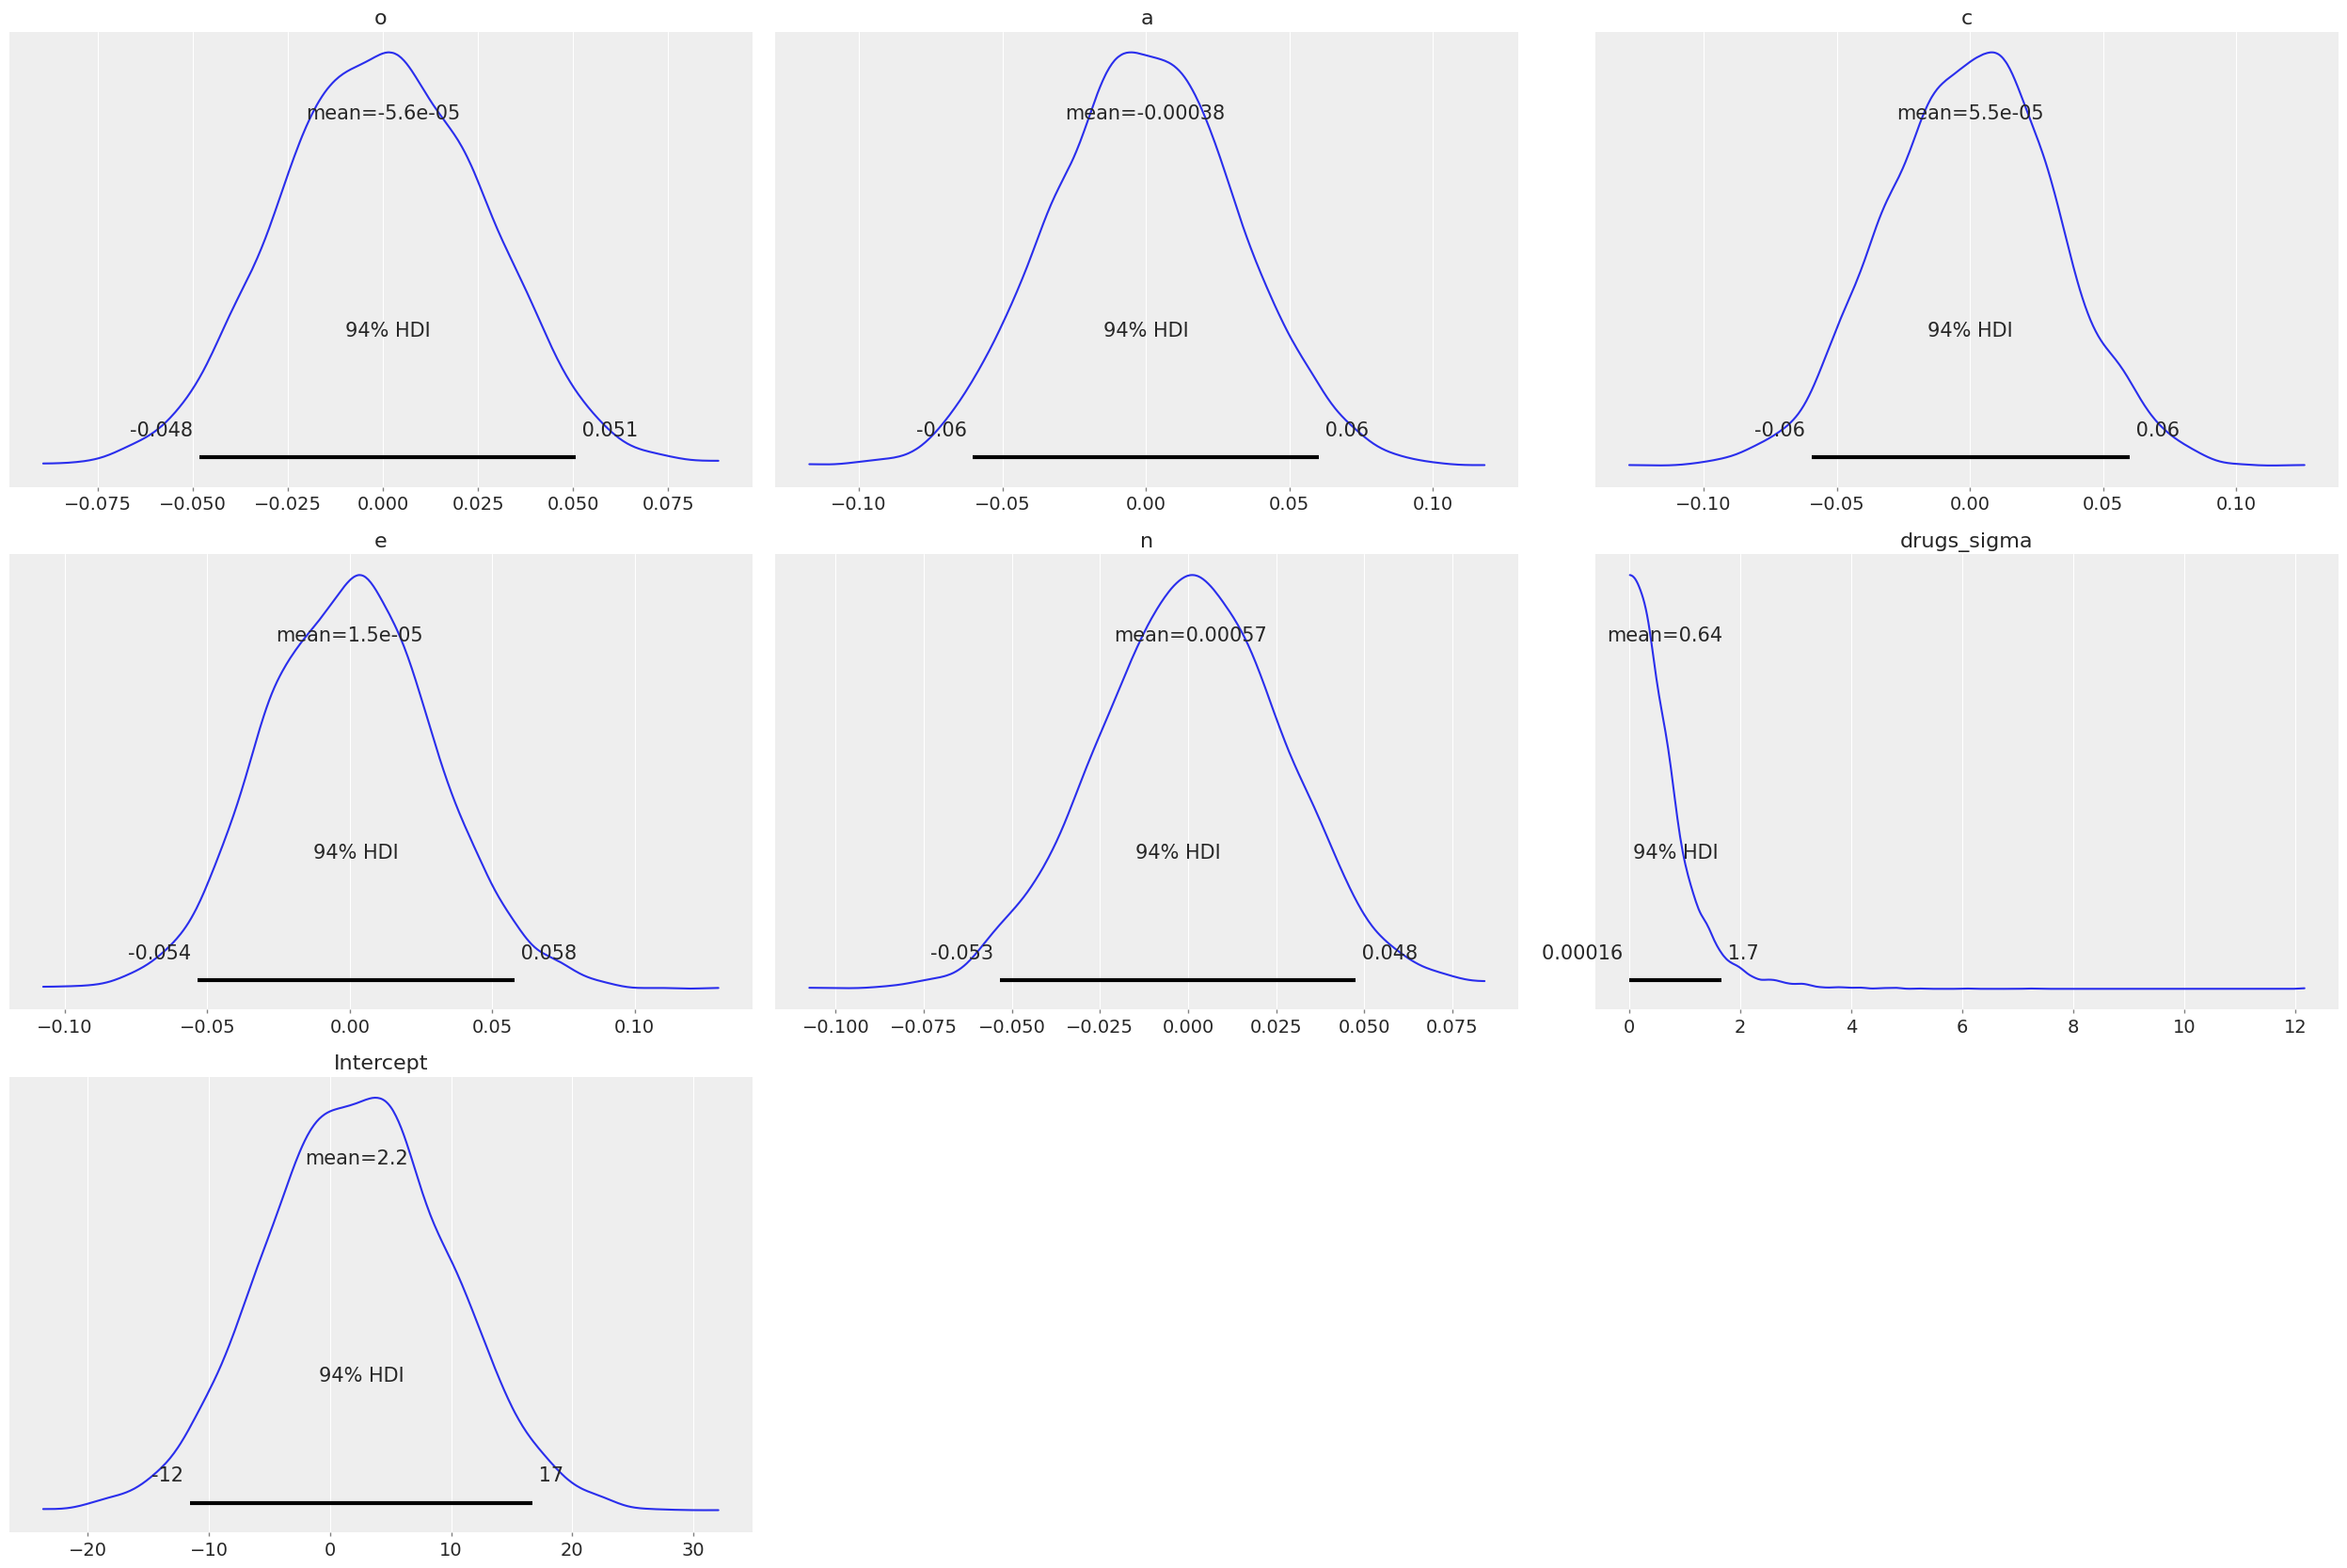 o
mean=-5.6e-05
94% HDI
-0.048 0.051
−0.075 −0.050 −0.025 0.000 0.025 0.050 0.075
a
mean=-0.00038
94% HDI
-0.06 0.06
−0.10 −0.05 0.00 0.05 0.10
c
mean=5.5e-05
94% HDI
-0.06 0.06
−0.10 −0.05 0.00 0.05 0.10
e
mean=1.5e-05
94% HDI
-0.054 0.058
−0.10 −0.05 0.00 0.05 0.10
n
mean=0.00057
94% HDI
-0.053 0.048
−0.100 −0.075 −0.050 −0.025 0.000 0.025 0.050 0.075
drugs_sigma
mean=0.64
94% HDI
0.00016 1.7
0 2 4 6 8 10 12
Intercept
mean=2.2
94% HDI
-12 17
−20 −10 0 10 20 30